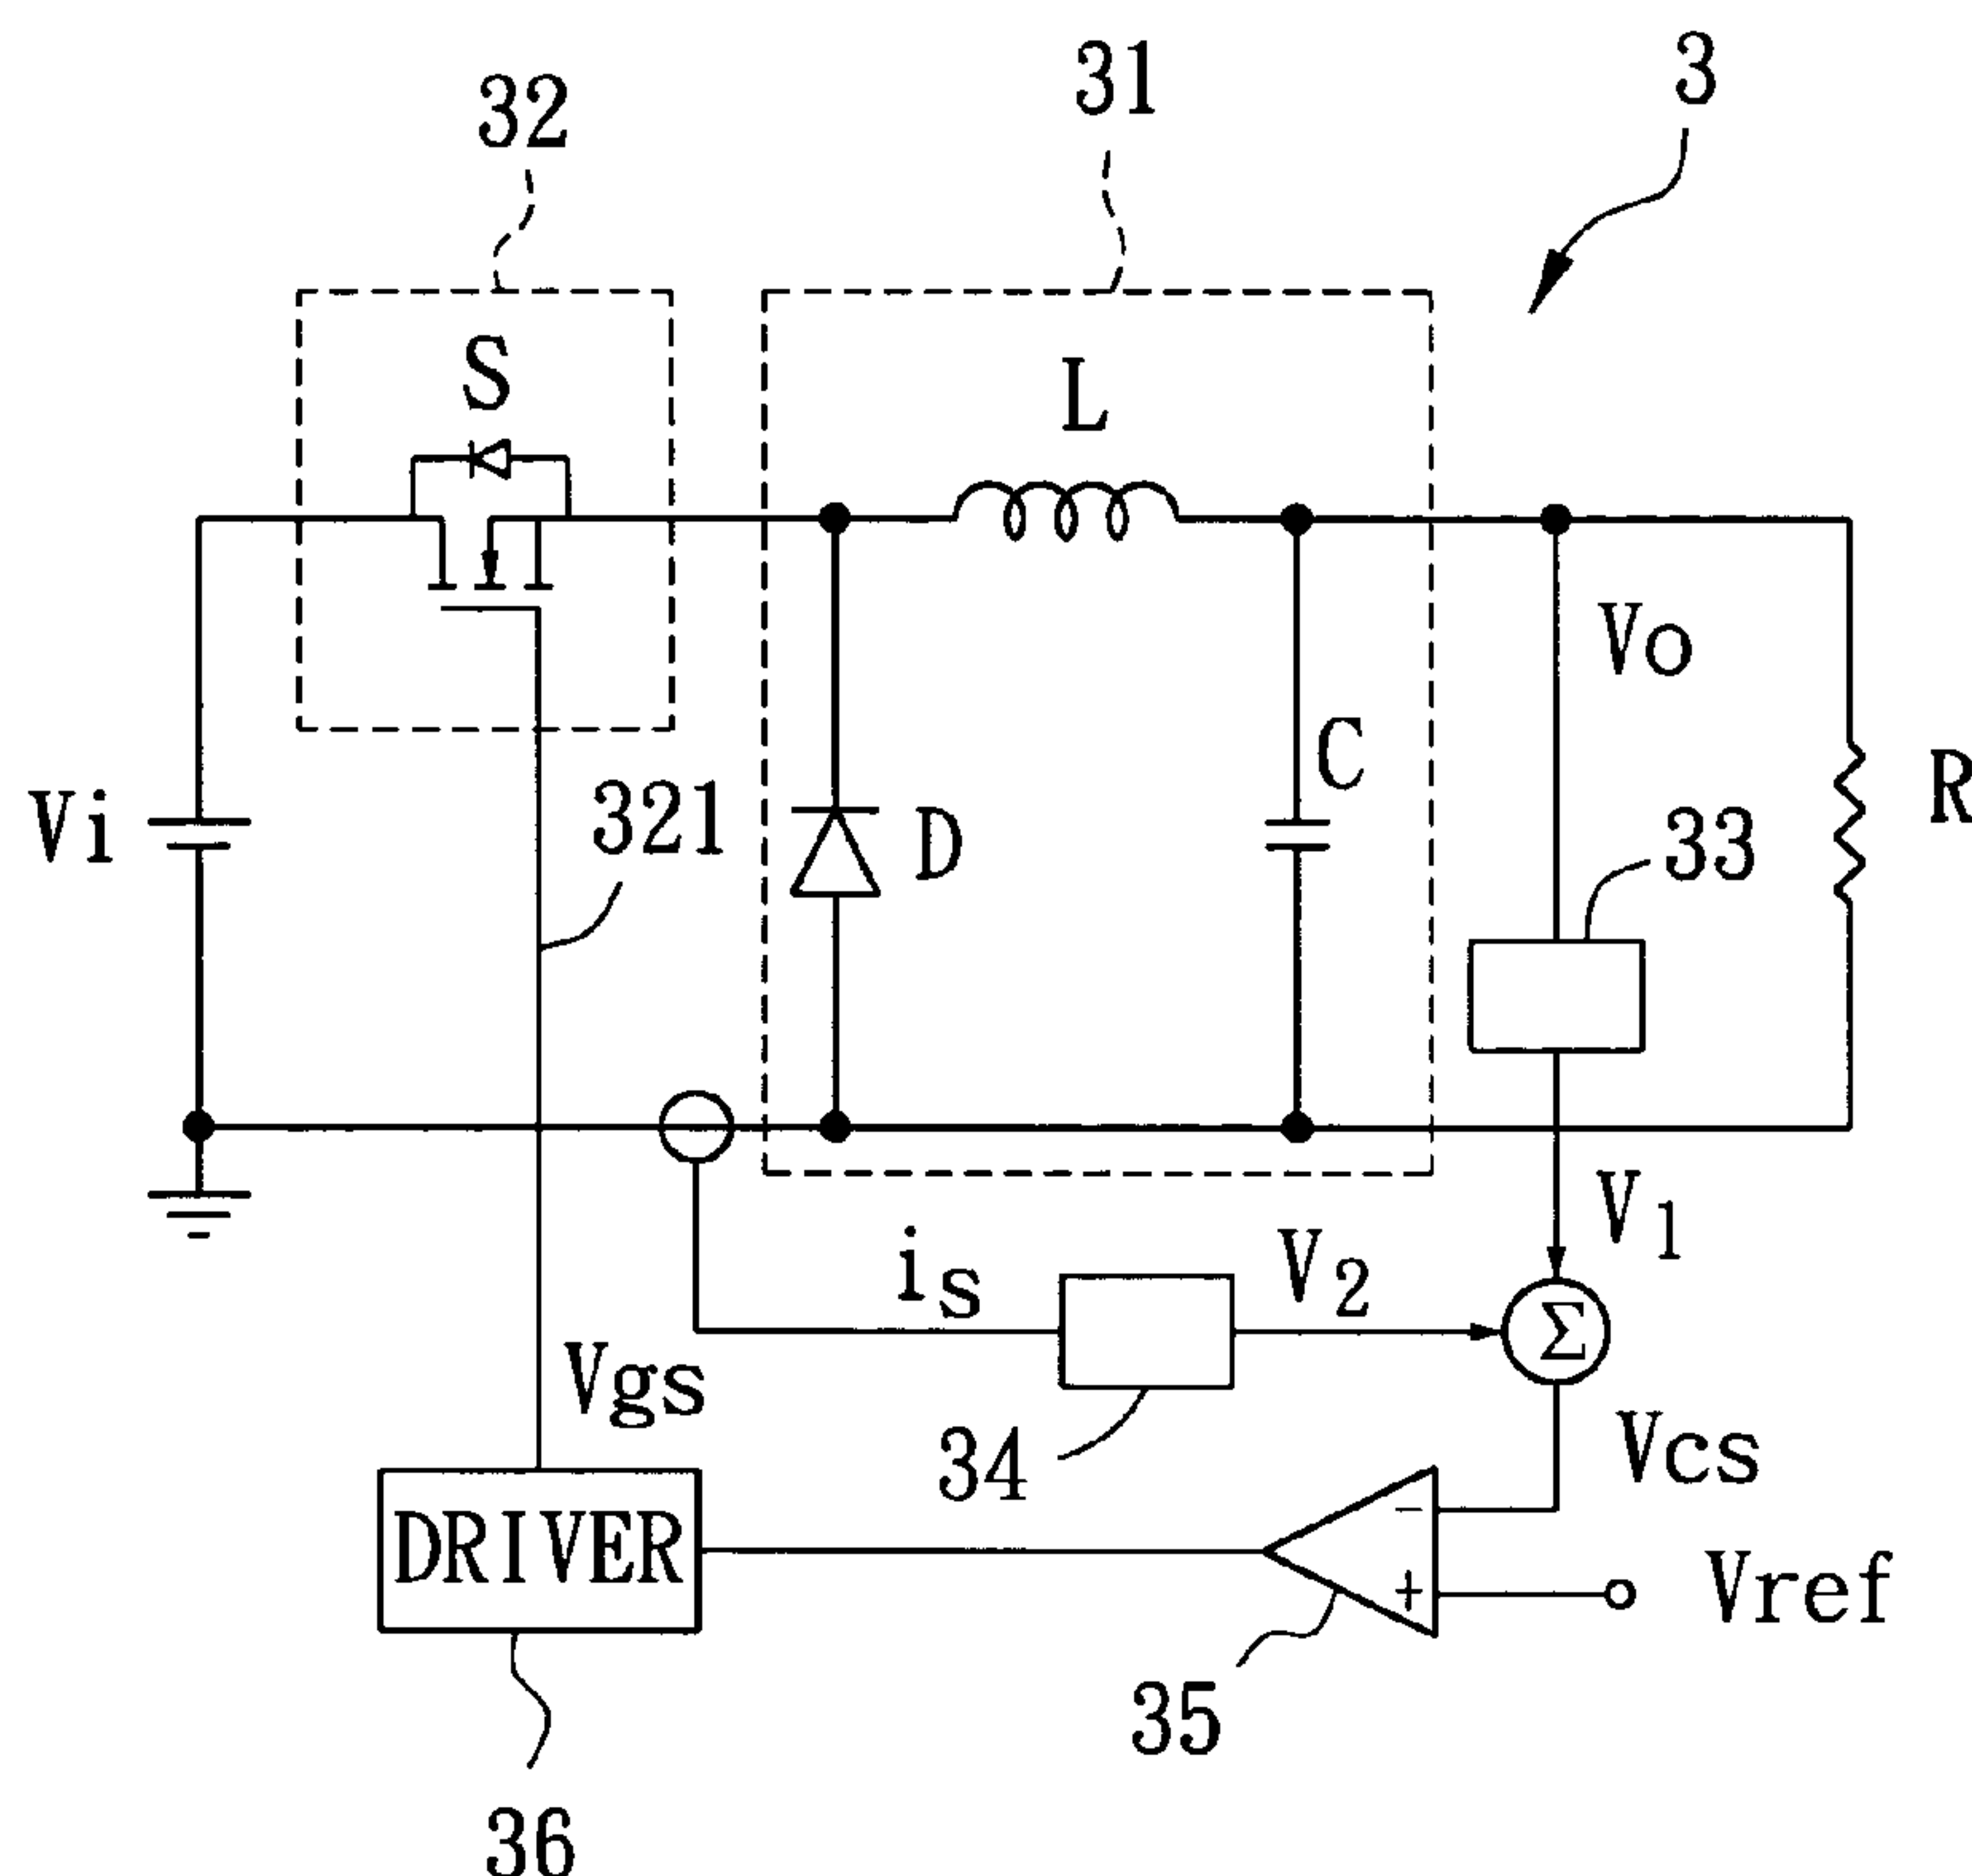 3
31
32
S
L
Vo
C
R
Vi
321
D
33
V1
is
V2
Σ
Vgs
34
Vcs
DRIVER
-
+
Vref
35
36